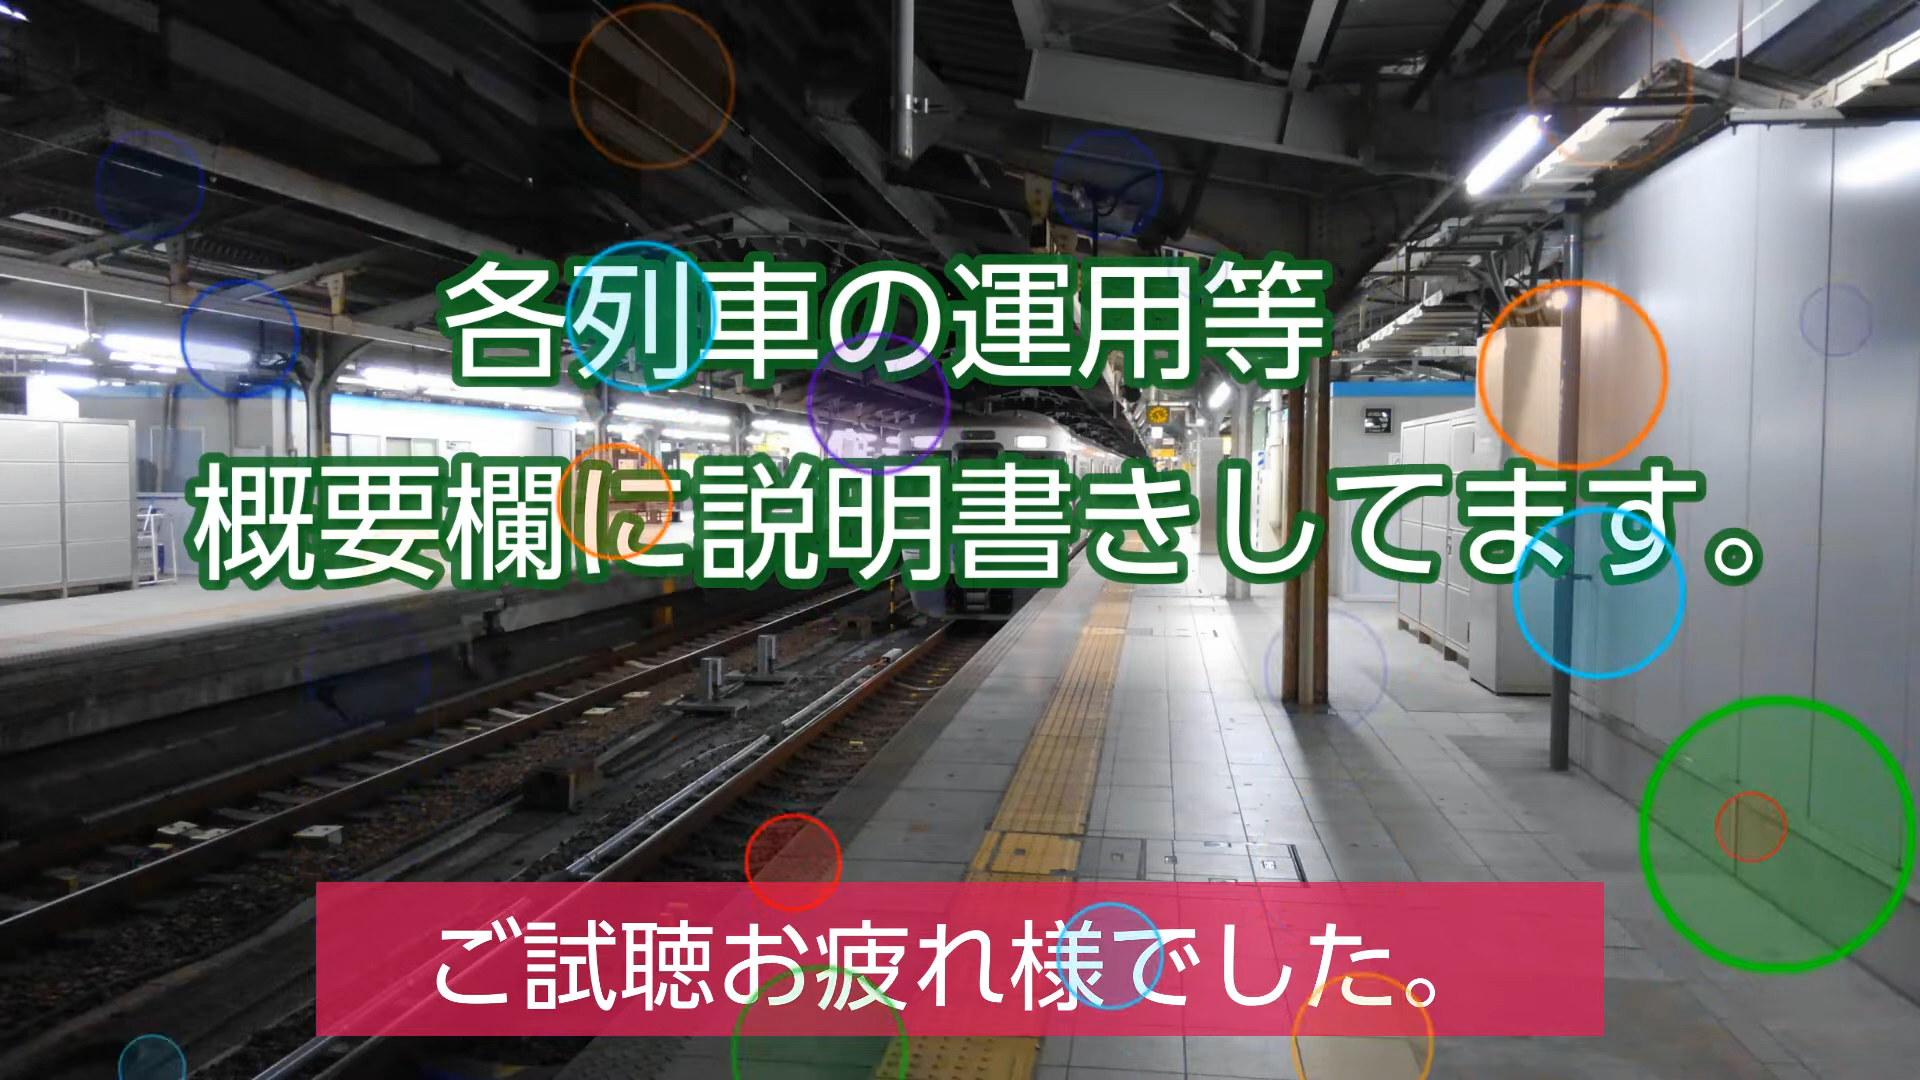 各列車の運用等
概要欄に説明書きしてます。
ご試聴お疲れ様でした。